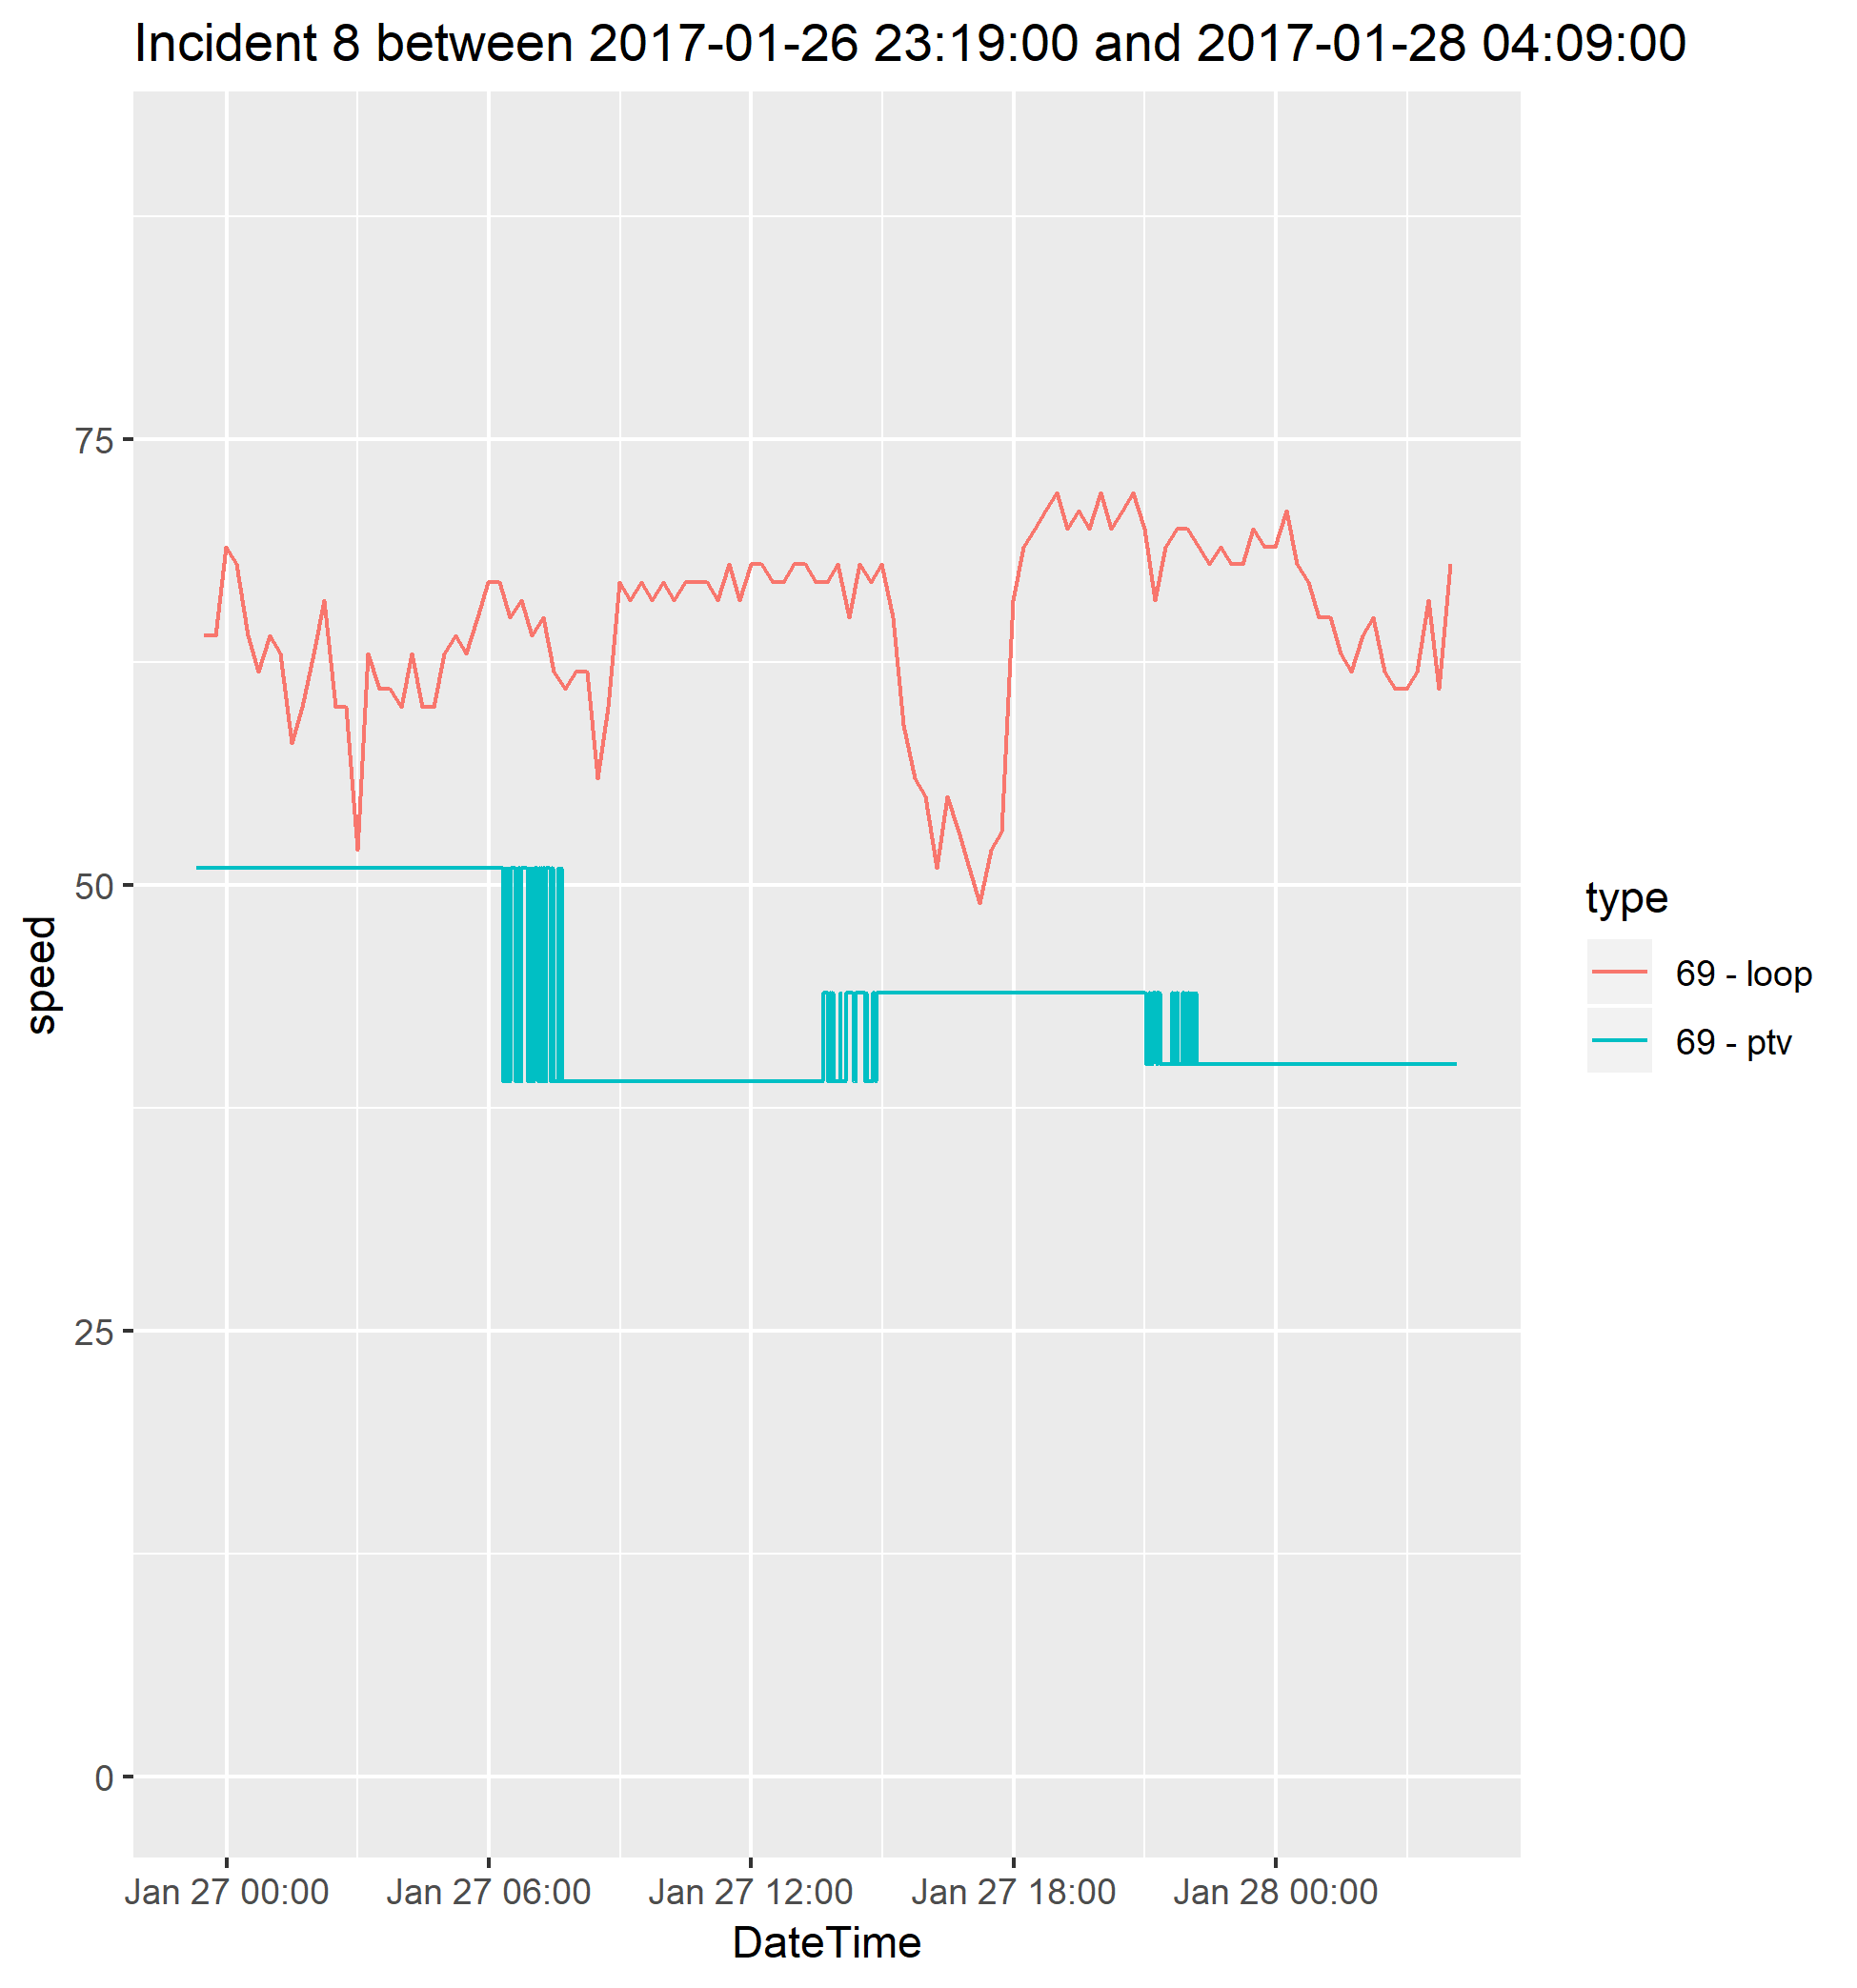 Incident 8 between 2017-01-26 23:19:00 and 2017-01-28 04:09:00
75
50
25
0
speed
Jan 27 00:00
Jan 27 06:00
Jan 27 12:00
Jan 27 18:00
Jan 28 00:00
DateTime
type
69 - loop
69 - ptv